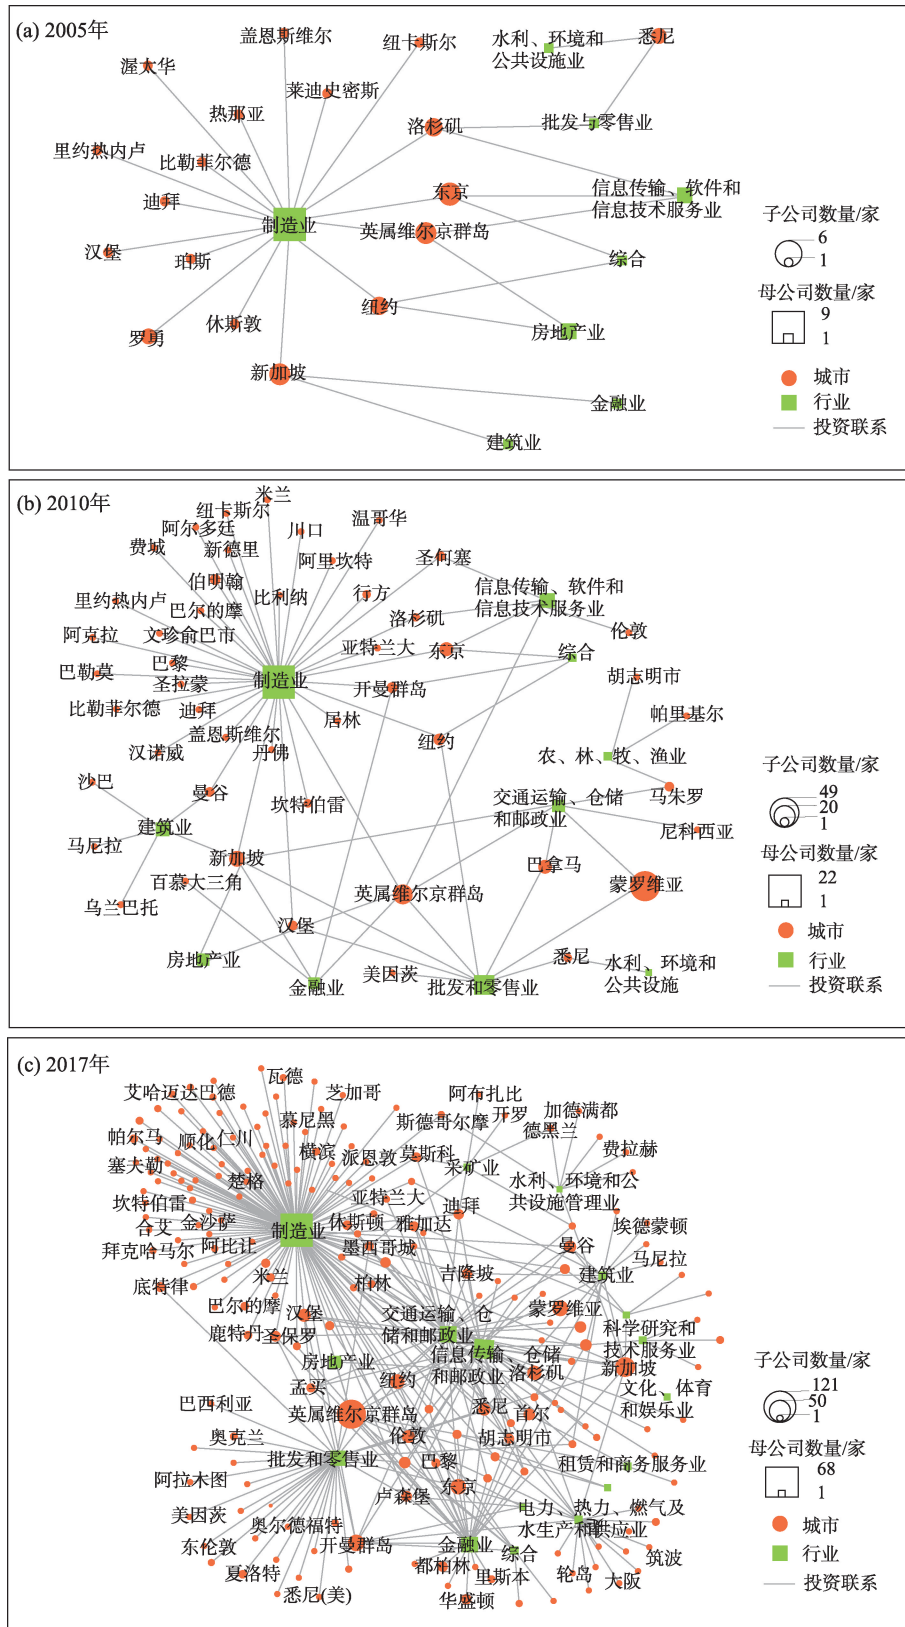 (a) 2005年
盖恩斯维尔
纽卡斯尔
水利、环境和
公共设施业
悉尼
渥太华
莱迪史密斯
热那亚
洛杉矶
批发与零售业
里约热内卢
比勒菲尔德
迪拜
制造业
东京
信息传输、软件和
信息技术服务业
英属维尔京群岛
汉堡
珀斯
综合
纽约
罗勇
休斯敦
房地产业
新加坡
金融业
建筑业
子公司数量/家
6
1
母公司数量/家
9
1
城市
行业
投资联系
(b) 2010年
米兰
纽卡斯尔
阿尔多廷
川口
温哥华
费城
新德里
阿里坎特
圣何塞
伯明翰
信息传输、软件和
信息技术服务业
里约热内卢
比利纳
行方
巴尔的摩
洛杉矶
阿克拉
文珍俞巴市
亚特兰大
东京
综合
伦敦
巴勒莫
巴黎
圣拉蒙
制造业
开曼群岛
胡志明市
比勒菲尔德
迪拜
居林
帕里基尔
盖恩斯维尔
纽约
汉诺威
丹佛
农、林、牧、渔业
沙巴
曼谷
坎特伯雷
交通运输、仓储
和邮政业
马朱罗
建筑业
尼科西亚
马尼拉
新加坡
巴拿马
百慕大三角
英属维尔京群岛
蒙罗维亚
乌兰巴托
汉堡
房地产业
美因茨
悉尼
水利、环境和
公共设施
金融业
批发和零售业
子公司数量/家
49
20
1
母公司数量/家
22
1
城市
行业
投资联系
(c) 2017年
瓦德
艾哈迈达巴德
芝加哥
阿布扎比
慕尼黑
斯德哥尔摩
开罗
加德满都
帕尔马
顺化
仁川
德黑兰
横滨
派恩敦
莫斯科
费拉赫
塞夫勒
楚格
采矿业
水利、环境和公
共设施管理业
坎特伯雷
亚特兰大
迪拜
合艾
金沙萨
制造业
休斯顿
雅加达
埃德蒙顿
拜克哈马尔
阿比让
墨西哥城
曼谷
马尼拉
底特律
米兰
柏林
吉隆坡
建筑业
巴尔的摩
汉堡
交通运输、仓
储和邮政业
蒙罗维亚
鹿特丹
圣保罗
科学研究和
技术服务业
房地产业
信息传输、仓储
和邮政业
洛杉矶
新加坡
孟买
纽约
文化、体育
和娱乐业
巴西利亚
英属维尔京群岛
悉尼
首尔
奥克兰
伦敦
胡志明市
批发和零售业
巴黎
租赁和商务服务业
阿拉木图
卢森堡
东京
美因茨
奥尔德福特
电力、热力、燃气及
水生产和供应业
东伦敦
开曼群岛
金融业
综合
筑波
夏洛特
都柏林
里斯本
轮岛
大阪
悉尼(美)
华盛顿
子公司数量/家
121
50
1
母公司数量/家
68
1
城市
行业
投资联系